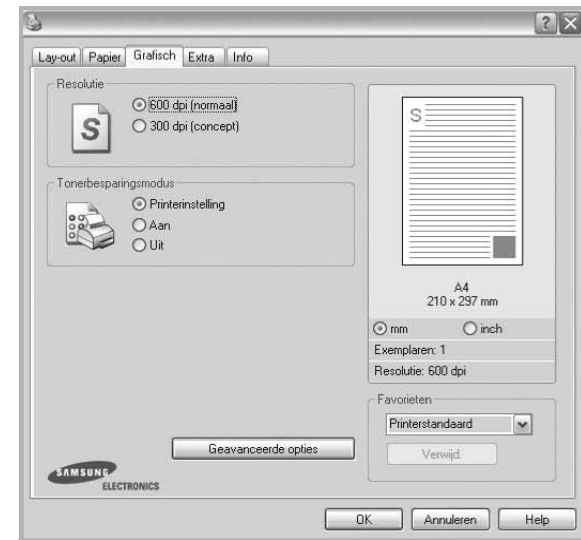 Lay-out Papier Grafisch Extra Info
Resolutie
600 dpi (normaal)
300 dpi (concept)
S
Tonerbesparingsmodus
Printerinstelling
Aan
Uit
S
A4
210 x 297 mm
mm inch
Exemplaren: 1
Resolutie: 600 dpi
Favorieten
Printerstandaard
Verwijd.
Geavanceerde opties
SAMSUNG
ELECTRONICS
OK Annuleren Help